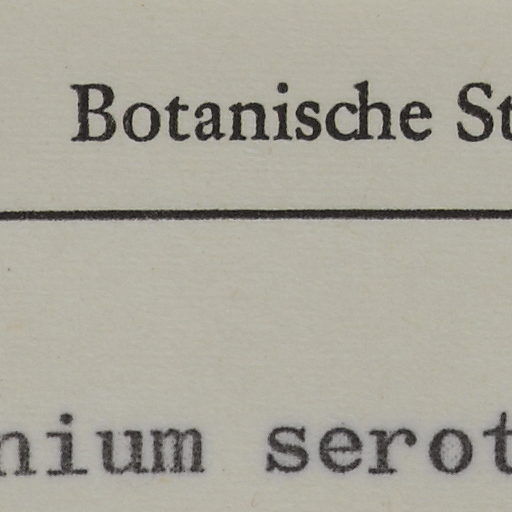 Botanische St
nium serot